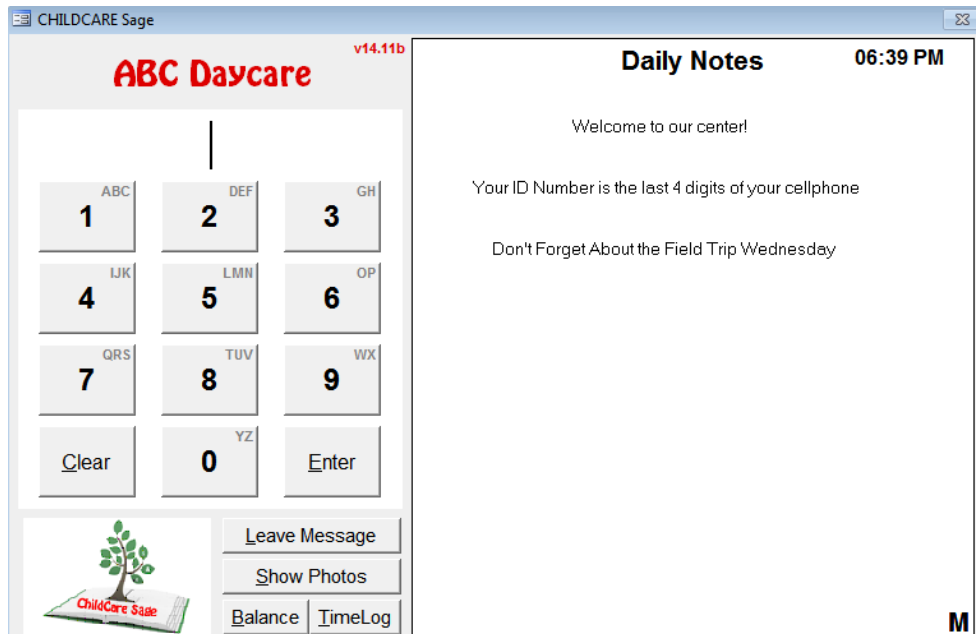 CHILDCARE Sage
v14.11b
ABC Daycare
ABC
1
DEF
2
GH
3
IJK
4
LMN
5
OP
6
QRS
7
TUV
8
WX
9
Clear
YZ
0
Enter
Leave Message
Show Photos
Balance
TimeLog
ChildCare Sage
Daily Notes
06:39 PM
Welcome to our center!
Your ID Number is the last 4 digits of your cellphone
Don't Forget About the Field Trip Wednesday
M